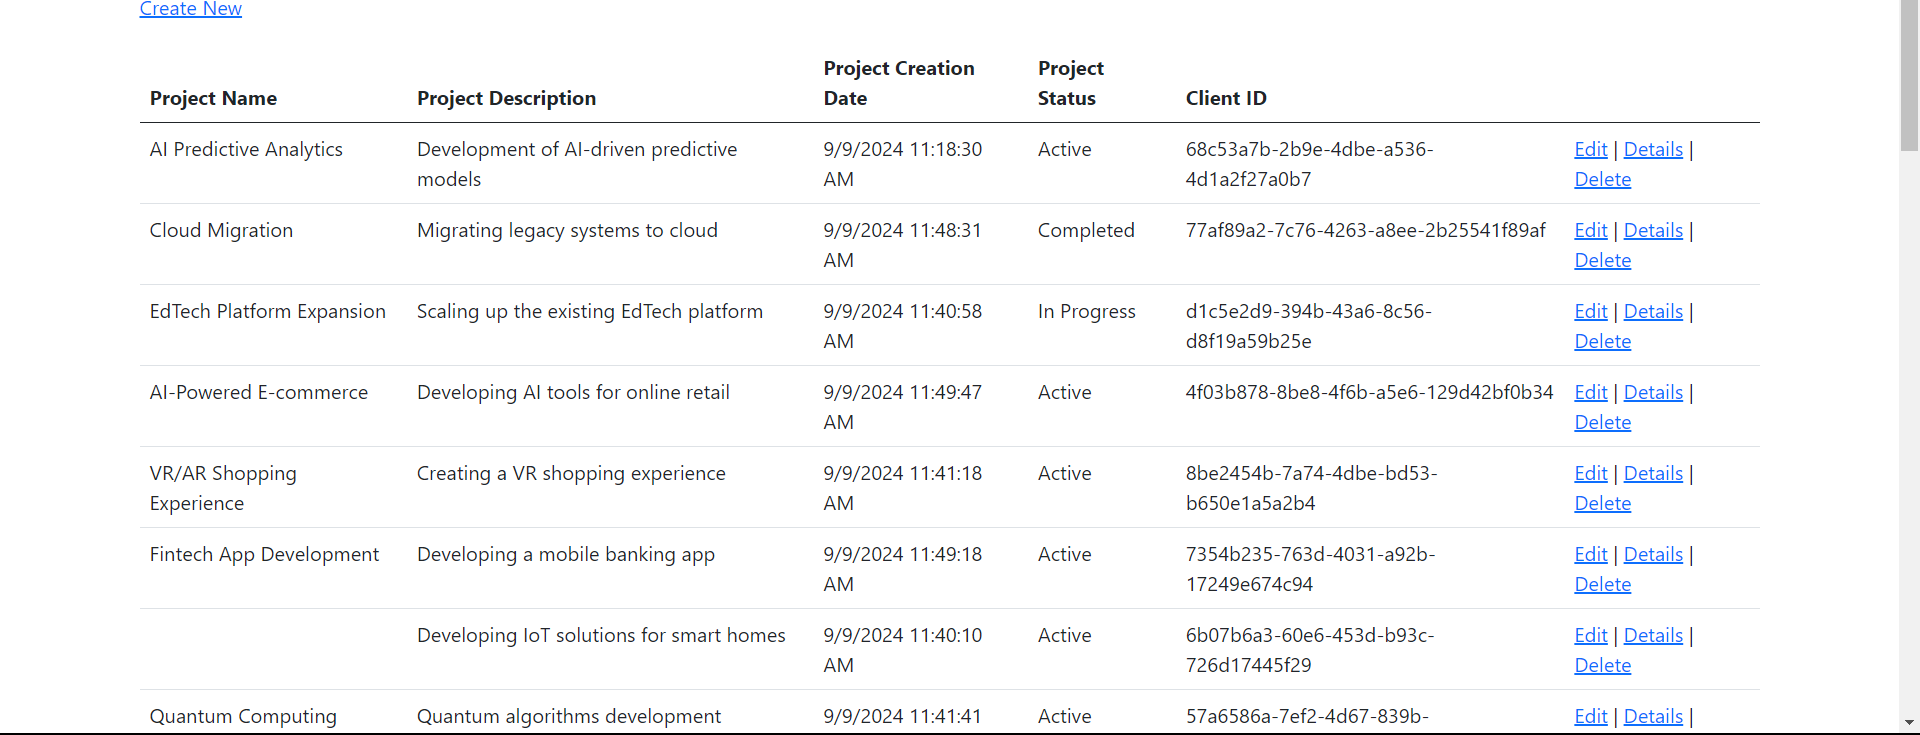 Create New
Project Name Project Description Project Creation Date Project Status Client ID
AI Predictive Analytics Development of AI-driven predictive models 9/9/2024 11:18:30 AM Active 68c53a7b-2b9e-4dbe-a536-4d1a2f27a0b7 Edit | Details | Delete
Cloud Migration Migrating legacy systems to cloud 9/9/2024 11:48:31 AM Completed 77af89a2-7c76-4263-a8ee-2b25541f89af Edit | Details | Delete
EdTech Platform Expansion Scaling up the existing EdTech platform 9/9/2024 11:40:58 AM In Progress d1c5e2d9-394b-43a6-8c56-d8f19a59b25e Edit | Details | Delete
AI-Powered E-commerce Developing AI tools for online retail 9/9/2024 11:49:47 AM Active 4f03b878-8be8-4f6b-a5e6-129d42bf0b34 Edit | Details | Delete
VR/AR Shopping Experience Creating a VR shopping experience 9/9/2024 11:41:18 AM Active 8be2454b-7a74-4dbe-bd53-b650e1a5a2b4 Edit | Details | Delete
Fintech App Development Developing a mobile banking app 9/9/2024 11:49:18 AM Active 7354b235-763d-4031-a92b-17249e674c94 Edit | Details | Delete
Developing IoT solutions for smart homes 9/9/2024 11:40:10 AM Active 6b07b6a3-60e6-453d-b93c-726d17445f29 Edit | Details | Delete
Quantum Computing Quantum algorithms development 9/9/2024 11:41:41 Active 57a6586a-7ef2-4d67-839b- Edit | Details |